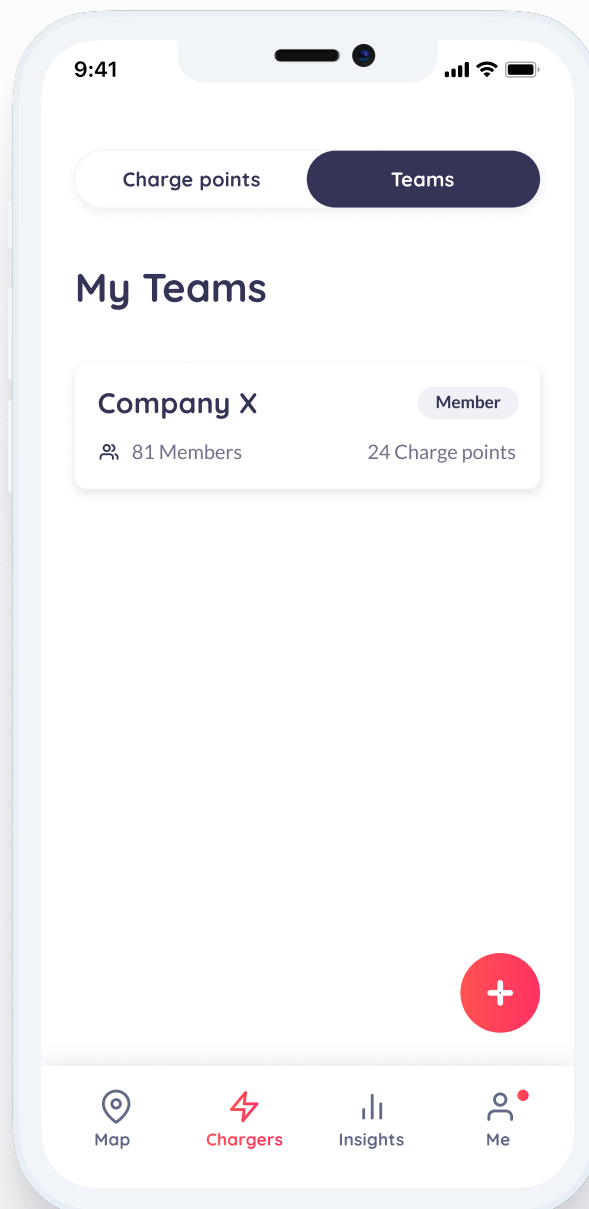 9:41
Charge points
Teams
My Teams
Company X
Member
81 Members
24 Charge points
Map
Chargers
Insights
Me